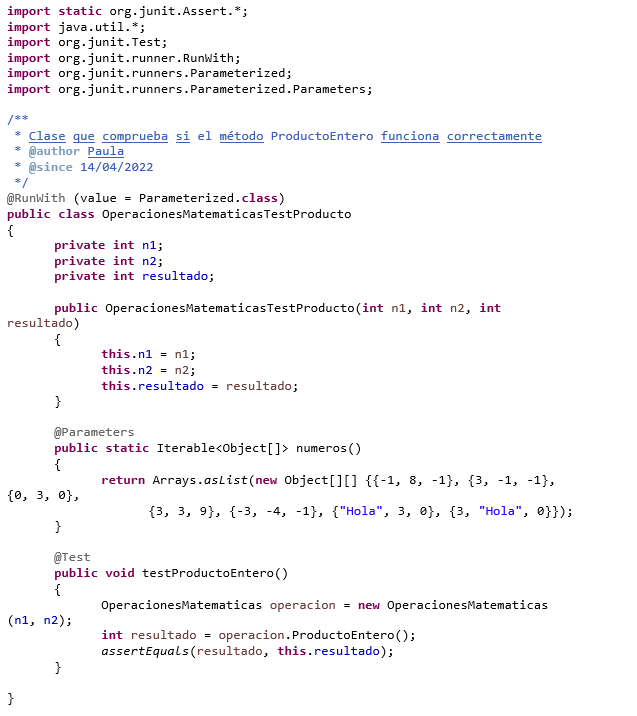 import static org.junit.Assert.*;
import java.util.*;
import org.junit.Test;
import org.junit.runner.RunWith;
import org.junit.runners.Parameterized;
import org.junit.runners.Parameterized.Parameters;

/**
 * Clase que comprueba si el método ProductoEntero funciona correctamente
 * @author Paula
 * @since 14/04/2022
 */
@RunWith (value = Parameterized.class)
public class OperacionesMatematicasTestProducto
{
      private int n1;
      private int n2;
      private int resultado;

      public OperacionesMatematicasTestProducto(int n1, int n2, int
resultado)
      {
            this.n1 = n1;
            this.n2 = n2;
            this.resultado = resultado;
      }

      @Parameters
      public static Iterable<Object[]> numeros()
      {
            return Arrays.asList(new Object[][] {{-1, 8, -1}, {3, -1, -1},
{0, 3, 0},
                  {3, 3, 9}, {-3, -4, -1}, {"Hola", 3, 0}, {3, "Hola", 0}});
      }

      @Test
      public void testProductoEntero()
      {
            OperacionesMatematicas operacion = new OperacionesMatematicas
(n1, n2);
            int resultado = operacion.ProductoEntero();
            assertEquals(resultado, this.resultado);
      }

}